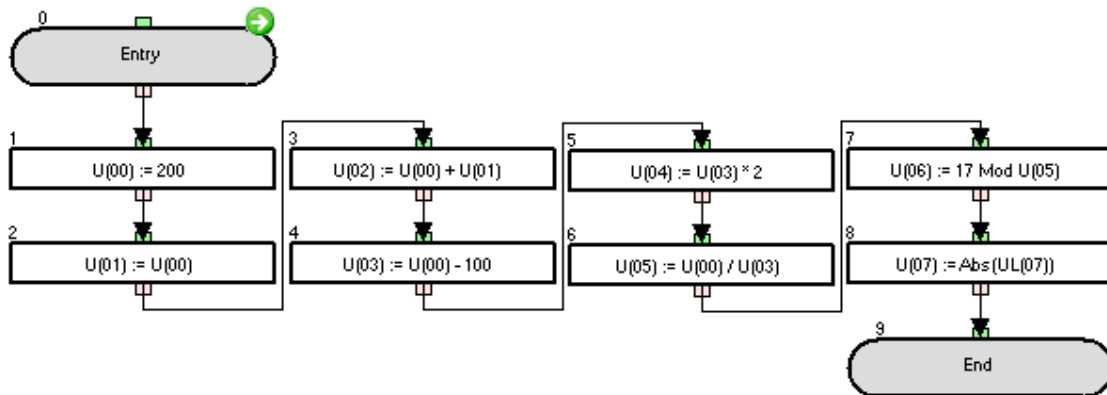 0
Entry
1
U(00) := 200
2
U(01) := U(00)
3
U(02) := U(00) + U(01)
4
U(03) := U(00) - 100
5
U(04) := U(03) * 2
6
U(05) := U(00) / U(03)
7
U(06) := 17 Mod U(05)
8
U(07) := Abs(UL(07))
9
End